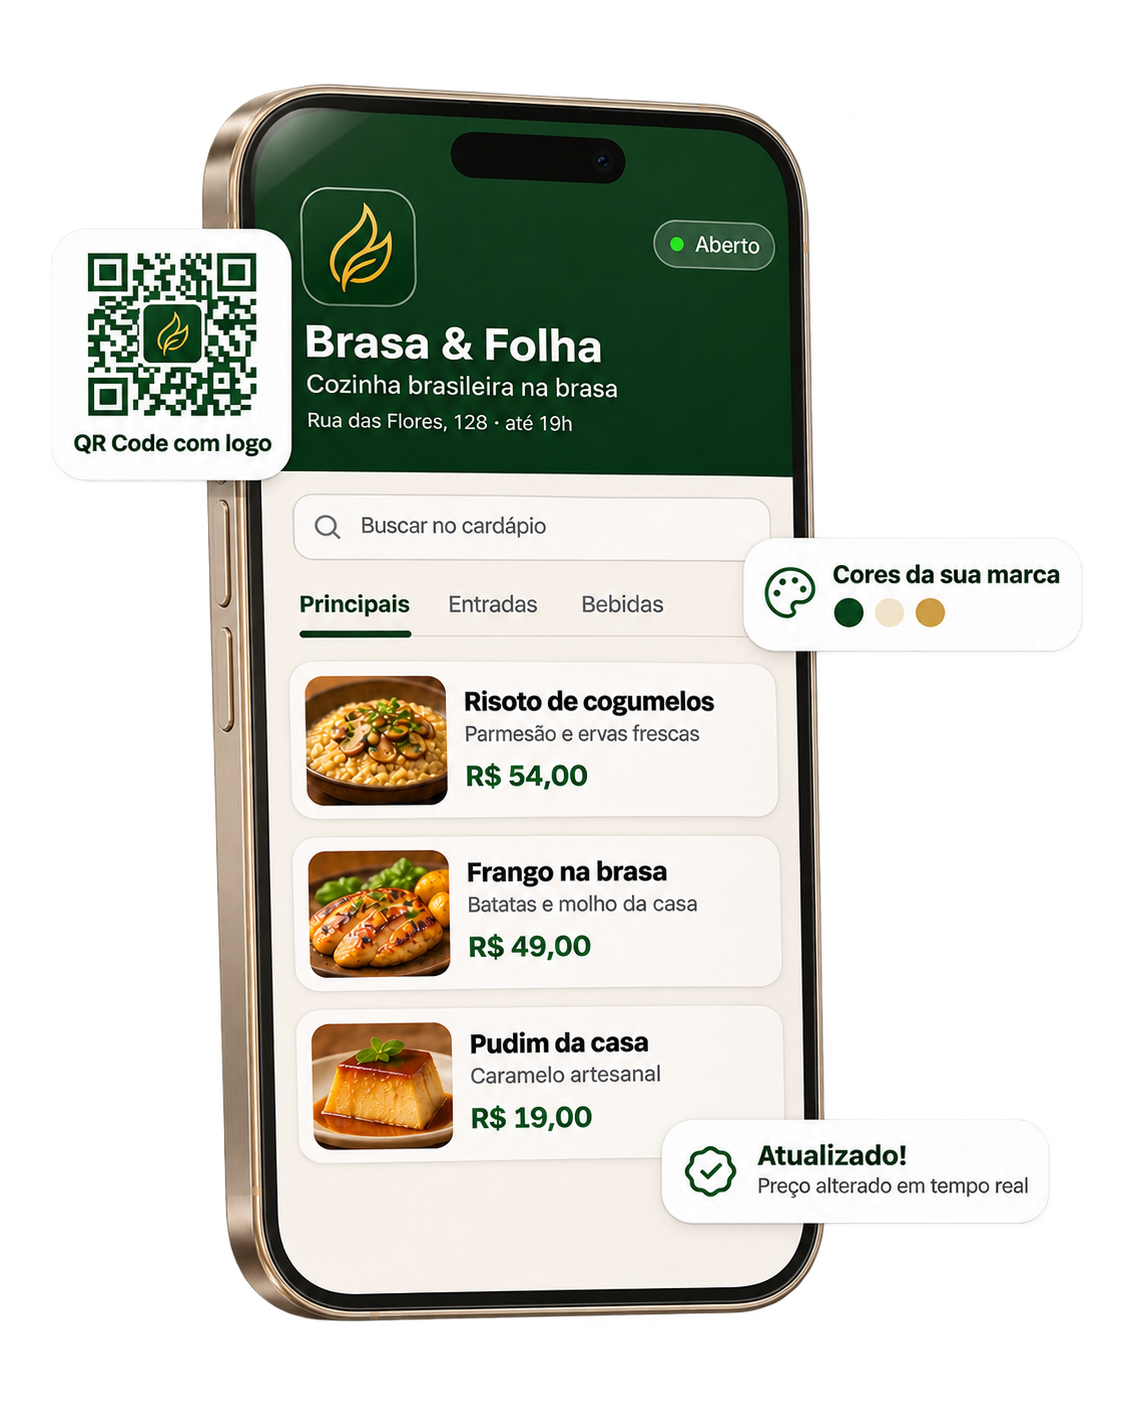 Aberto
Brasa & Folha
Cozinha brasileira na brasa
Rua das Flores, 128 · até 19h
QR Code com logo
Buscar no cardápio
Cores da sua marca
Principais Entradas Bebidas
Risoto de cogumelos
Parmesão e ervas frescas
R$ 54,00
Frango na brasa
Batatas e molho da casa
R$ 49,00
Pudim da casa
Caramelo artesanal
R$ 19,00
Atualizado!
Preço alterado em tempo real